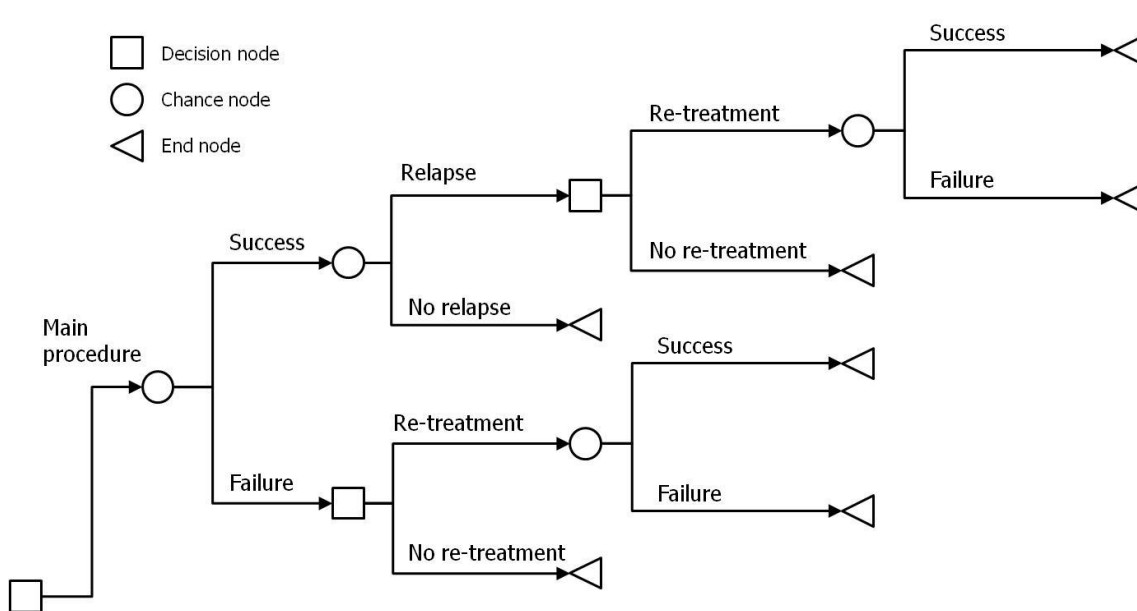 Decision node
Chance node
End node
Success
Re-treatment
Failure
Relapse
Success
No re-treatment
No relapse
Main
procedure
Success
Re-treatment
Failure
Failure
No re-treatment